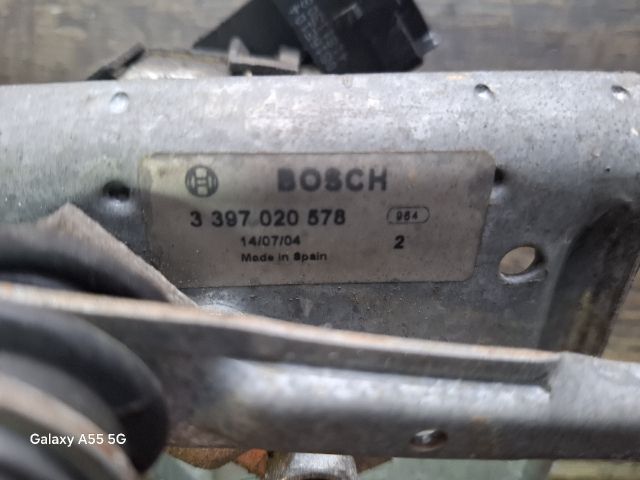 BOSCH
3 397 020 578 984
14/07/04 2
Made in Spain
Galaxy A55 5G